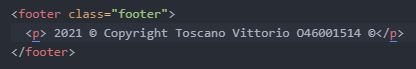 <footer class="footer">
<p> 2021 © Copyright Toscano Vittorio O46001514 ©</p>
</footer>